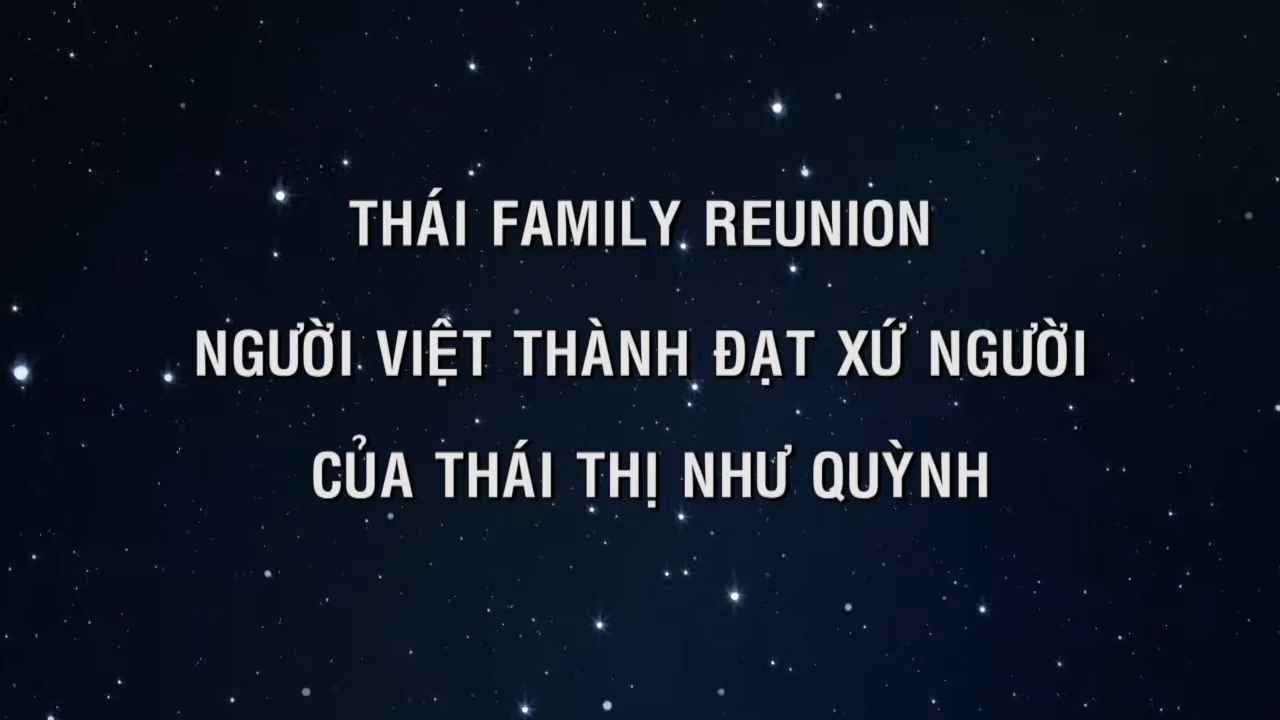 THÁI FAMILY REUNION
NGƯỜI VIỆT THÀNH ĐẠT XỨ NGƯỜI
CỦA THÁI THỊ NHƯ QUỲNH